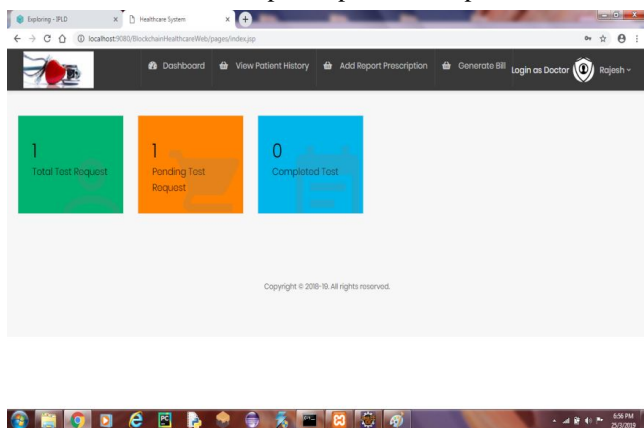 Exploring - IPLD
Healthcare System
localhost:9080/BlockchainHealthcareWeb/pages/index.jsp
Dashboard
View Patient History
Add Report Prescription
Generate Bill
Login as Doctor
Rajesh
1
Total Test Request
1
Pending Test
Request
0
Completed Test
Copyright © 2018-19. All rights reserved.
6:56 PM
25/3/2019